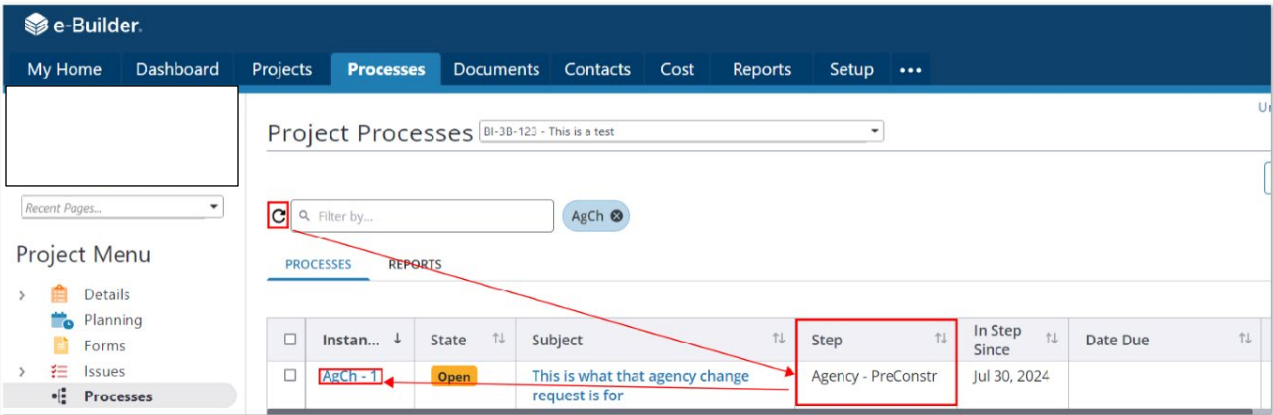 e-Builder.
My Home Dashboard Projects Processes Documents Contacts Cost Reports Setup •••
Project Processes BI-3B-123 - This is a test
Recent Pages...
Filter by...
AgCh
Project Menu
PROCESSES REPORTS
Details
Planning
Forms
Issues
Processes
Instan... State Subject Step In Step Since Date Due
AgCh - 1 Open This is what that agency change request is for Agency - PreConstr Jul 30, 2024